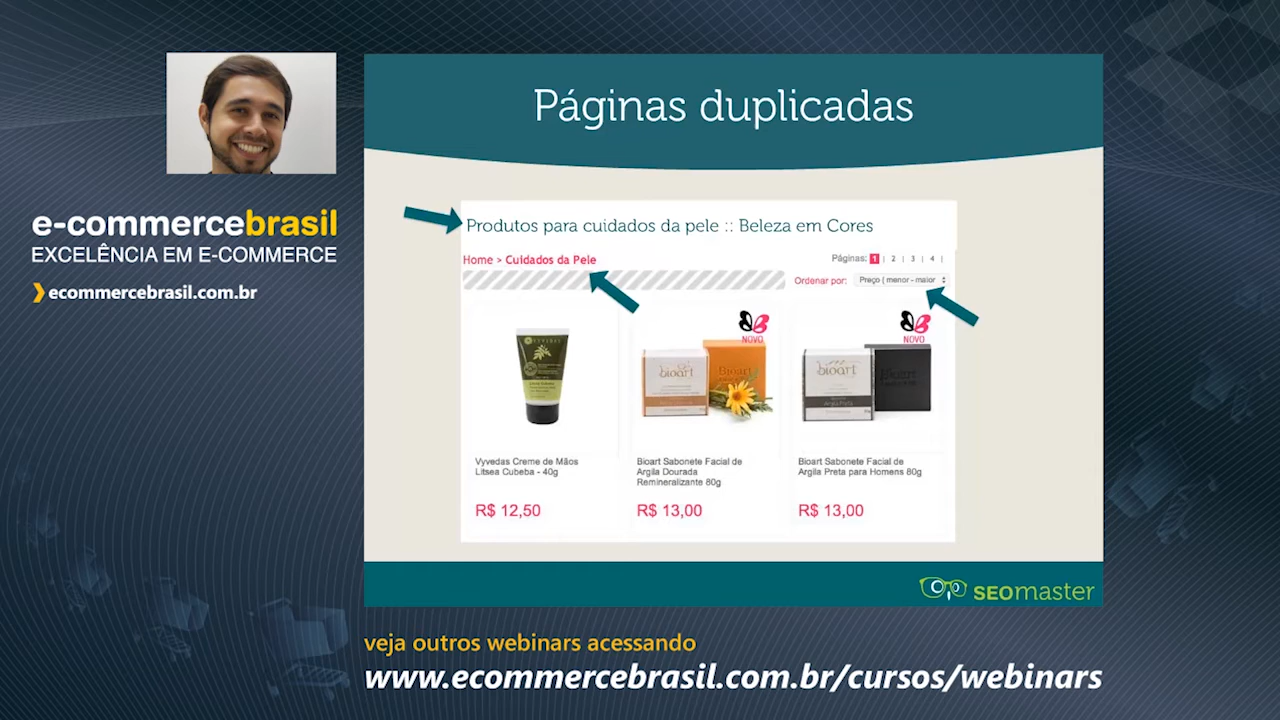 Páginas duplicadas
e-commercebrasil
EXCELÊNCIA EM E-COMMERCE
ecommercebrasil.com.br
Produtos para cuidados da pele :: Beleza em Cores
Home > Cuidados da Pele
Páginas: 1 | 2 | 3 | 4 |
Ordenar por: Preço ( menor - maior
NOVO
NOVO
VYVEDAS
bioart
bioart
Vyvedas Creme de Mãos
Litsea Cubeba - 40g
Bioart Sabonete Facial de
Argila Dourada
Remineralizante 80g
Bioart Sabonete Facial de
Argila Preta para Homens 80g
R$ 12,50
R$ 13,00
R$ 13,00
SEOmaster
veja outros webinars acessando
www.ecommercebrasil.com.br/cursos/webinars